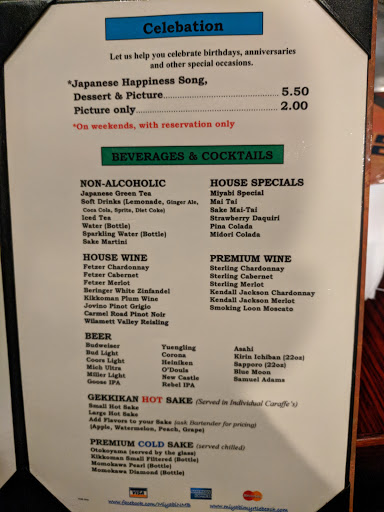 Celebation
Let us help you celebrate birthdays, anniversaries
and other special occasions.
*Japanese Happiness Song,
Dessert & Picture 5.50
Picture only 2.00
*On weekends, with reservation only
BEVERAGES & COCKTAILS
NON-ALCOHOLIC
Japanese Green Tea
Soft Drinks (Lemonade, Ginger Ale,
Coca Cola, Sprite, Diet Coke)
Iced Tea
Water (Bottle)
Sparkling Water (Bottle)
Sake Martini
HOUSE SPECIALS
Miyabi Special
Mai Tai
Sake Mai-Tai
Strawberry Daquiri
Pina Colada
Midori Colada
HOUSE WINE
Fetzer Chardonnay
Fetzer Cabernet
Fetzer Merlot
Beringer White Zinfandel
Kikkoman Plum Wine
Jovino Pinot Grigio
Carmel Road Pinot Noir
Wilamett Valley Reisling
PREMIUM WINE
Sterling Chardonnay
Sterling Cabernet
Sterling Merlot
Kendall Jackson Chardonnay
Kendall Jackson Merlot
Smoking Loon Moscato
BEER
Budweiser
Bud Light
Coors Light
Mich Ultra
Miller Light
Goose IPA
Yuengling
Corona
Heiniken
O'Douls
New Castle
Rebel IPA
Asahi
Kirin Ichiban (22oz)
Sapporo (22oz)
Blue Moon
Samuel Adams
GEKKIKAN HOT SAKE (Served in Individual Caraffe's)
Small Hot Sake
Large Hot Sake
Add Flavors to your Sake (ask Bartender for pricing)
(Apple, Watermelon, Peach, Grape)
PREMIUM COLD SAKE (served chilled)
Otokoyama (served by the glass)
Kikkoman Small Filtered (Bottle)
Momokawa Pearl (Bottle)
Momokawa Diamond (Bottle)
VISA
MasterCard